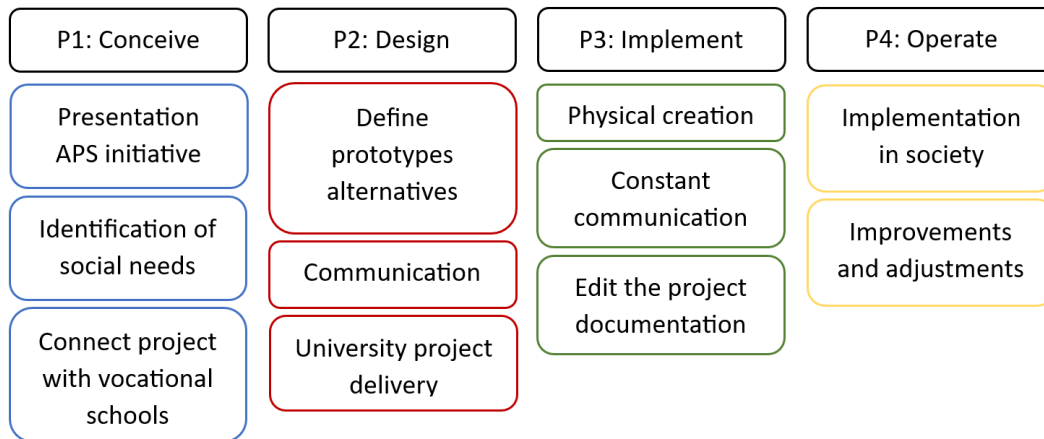 P1: Conceive
Presentation
APS initiative
Identification of
social needs
Connect project
with vocational
schools
P2: Design
Define
prototypes
alternatives
Communication
University project
delivery
P3: Implement
Physical creation
Constant
communication
Edit the project
documentation
P4: Operate
Implementation
in society
Improvements
and adjustments